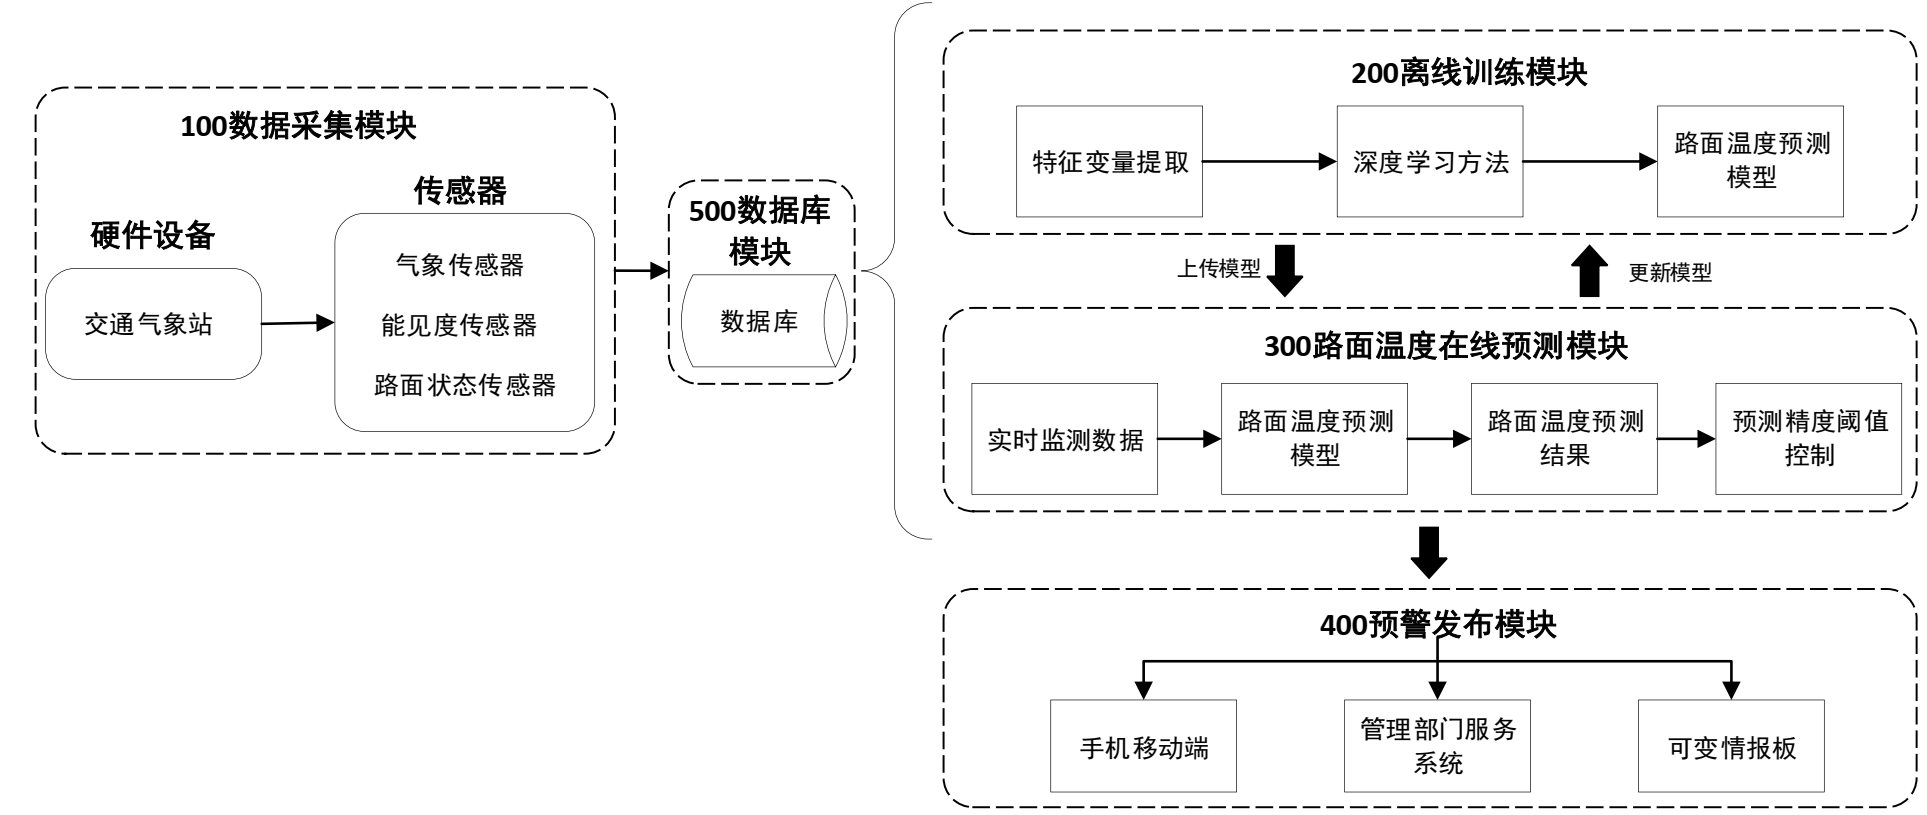 100数据采集模块
硬件设备
交通气象站
传感器
气象传感器
能见度传感器
路面状态传感器
500数据库
模块
数据库
200离线训练模块
特征变量提取
深度学习方法
路面温度预测
模型
上传模型
更新模型
300路面温度在线预测模块
实时监测数据
路面温度预测
模型
路面温度预测
结果
预测精度阈值
控制
400预警发布模块
手机移动端
管理部门服务
系统
可变情报板